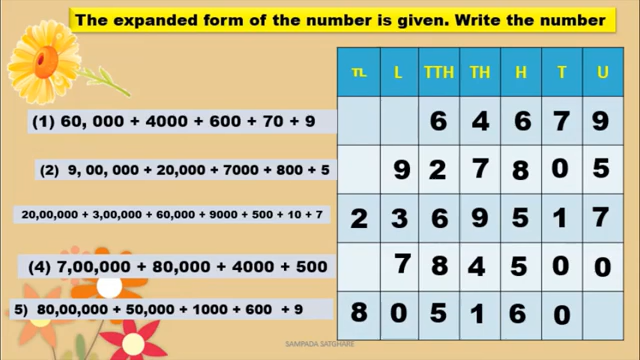 The expanded form of the number is given. Write the number
TL L TTH TH H T U
(1) 60, 000 + 4000 + 600 + 70 + 9 6 4 6 7 9
(2) 9, 00, 000 + 20,000 + 7000 + 800 + 5 9 2 7 8 0 5
20,00,000 + 3,00,000 + 60,000 + 9000 + 500 + 10 + 7 2 3 6 9 5 1 7
(4) 7,00,000 + 80,000 + 4000 + 500 7 8 4 5 0 0
5) 80,00,000 + 50,000 + 1000 + 600 + 9 8 0 5 1 6 0
SAMPADA SATGHARE